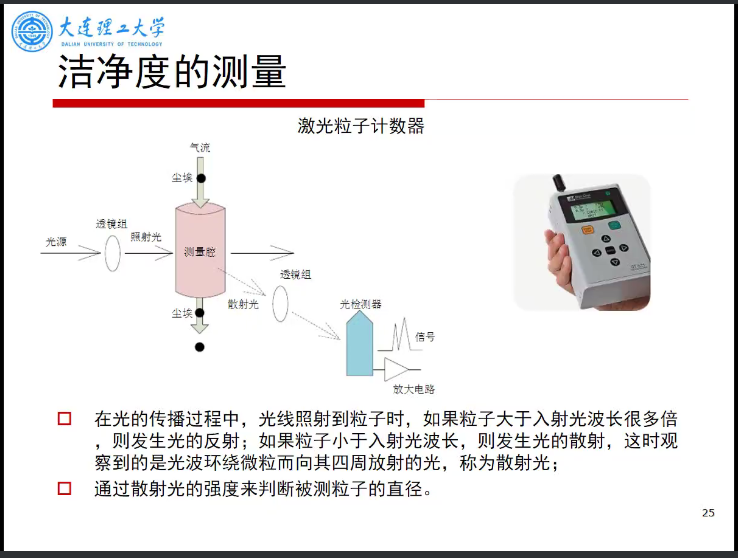 大连理工大学
DALIAN UNIVERSITY OF TECHNOLOGY
洁净度的测量
激光粒子计数器
气流
尘埃
透镜组
光源
照射光
测量腔
透镜组
散射光
光检测器
尘埃
信号
放大电路
在光的传播过程中，光线照射到粒子时，如果粒子大于入射光波长很多倍
，则发生光的反射；如果粒子小于入射光波长，则发生光的散射，这时观
察到的是光波环绕微粒而向其四周放射的光，称为散射光；
通过散射光的强度来判断被测粒子的直径。
25